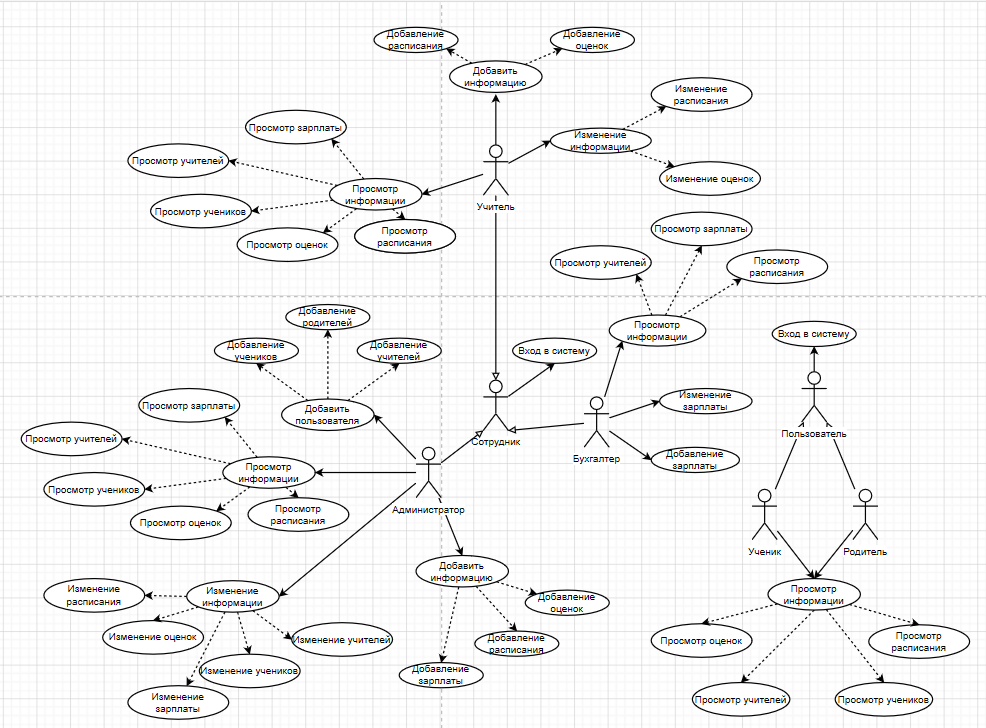 Добавление
расписания
Добавление
оценок
Добавить
информацию
Изменение
расписания
Просмотр зарплаты
Изменение
информации
Просмотр учителей
Изменение оценок
Просмотр
информации
Учитель
Просмотр учеников
Просмотр
расписания
Просмотр оценок
Просмотр зарплаты
Просмотр учителей
Просмотр
расписания
Добавление
родителей
Просмотр
информации
Вход в систему
Добавление
учеников
Добавление
учителей
Вход в систему
Просмотр зарплаты
Добавить
пользователя
Изменение
зарплаты
Просмотр учителей
Сотрудник
Пользователь
Бухгалтер
Добавление
зарплаты
Просмотр
информации
Просмотр учеников
Просмотр оценок
Просмотр
расписания
Администратор
Ученик
Родитель
Добавить
информацию
Изменение
расписания
Изменение
информации
Просмотр
информации
Добавление
оценок
Изменение оценок
Изменение учителей
Добавление
расписания
Просмотр оценок
Просмотр
расписания
Изменение учеников
Добавление
зарплаты
Изменение
зарплаты
Просмотр учителей
Просмотр учеников